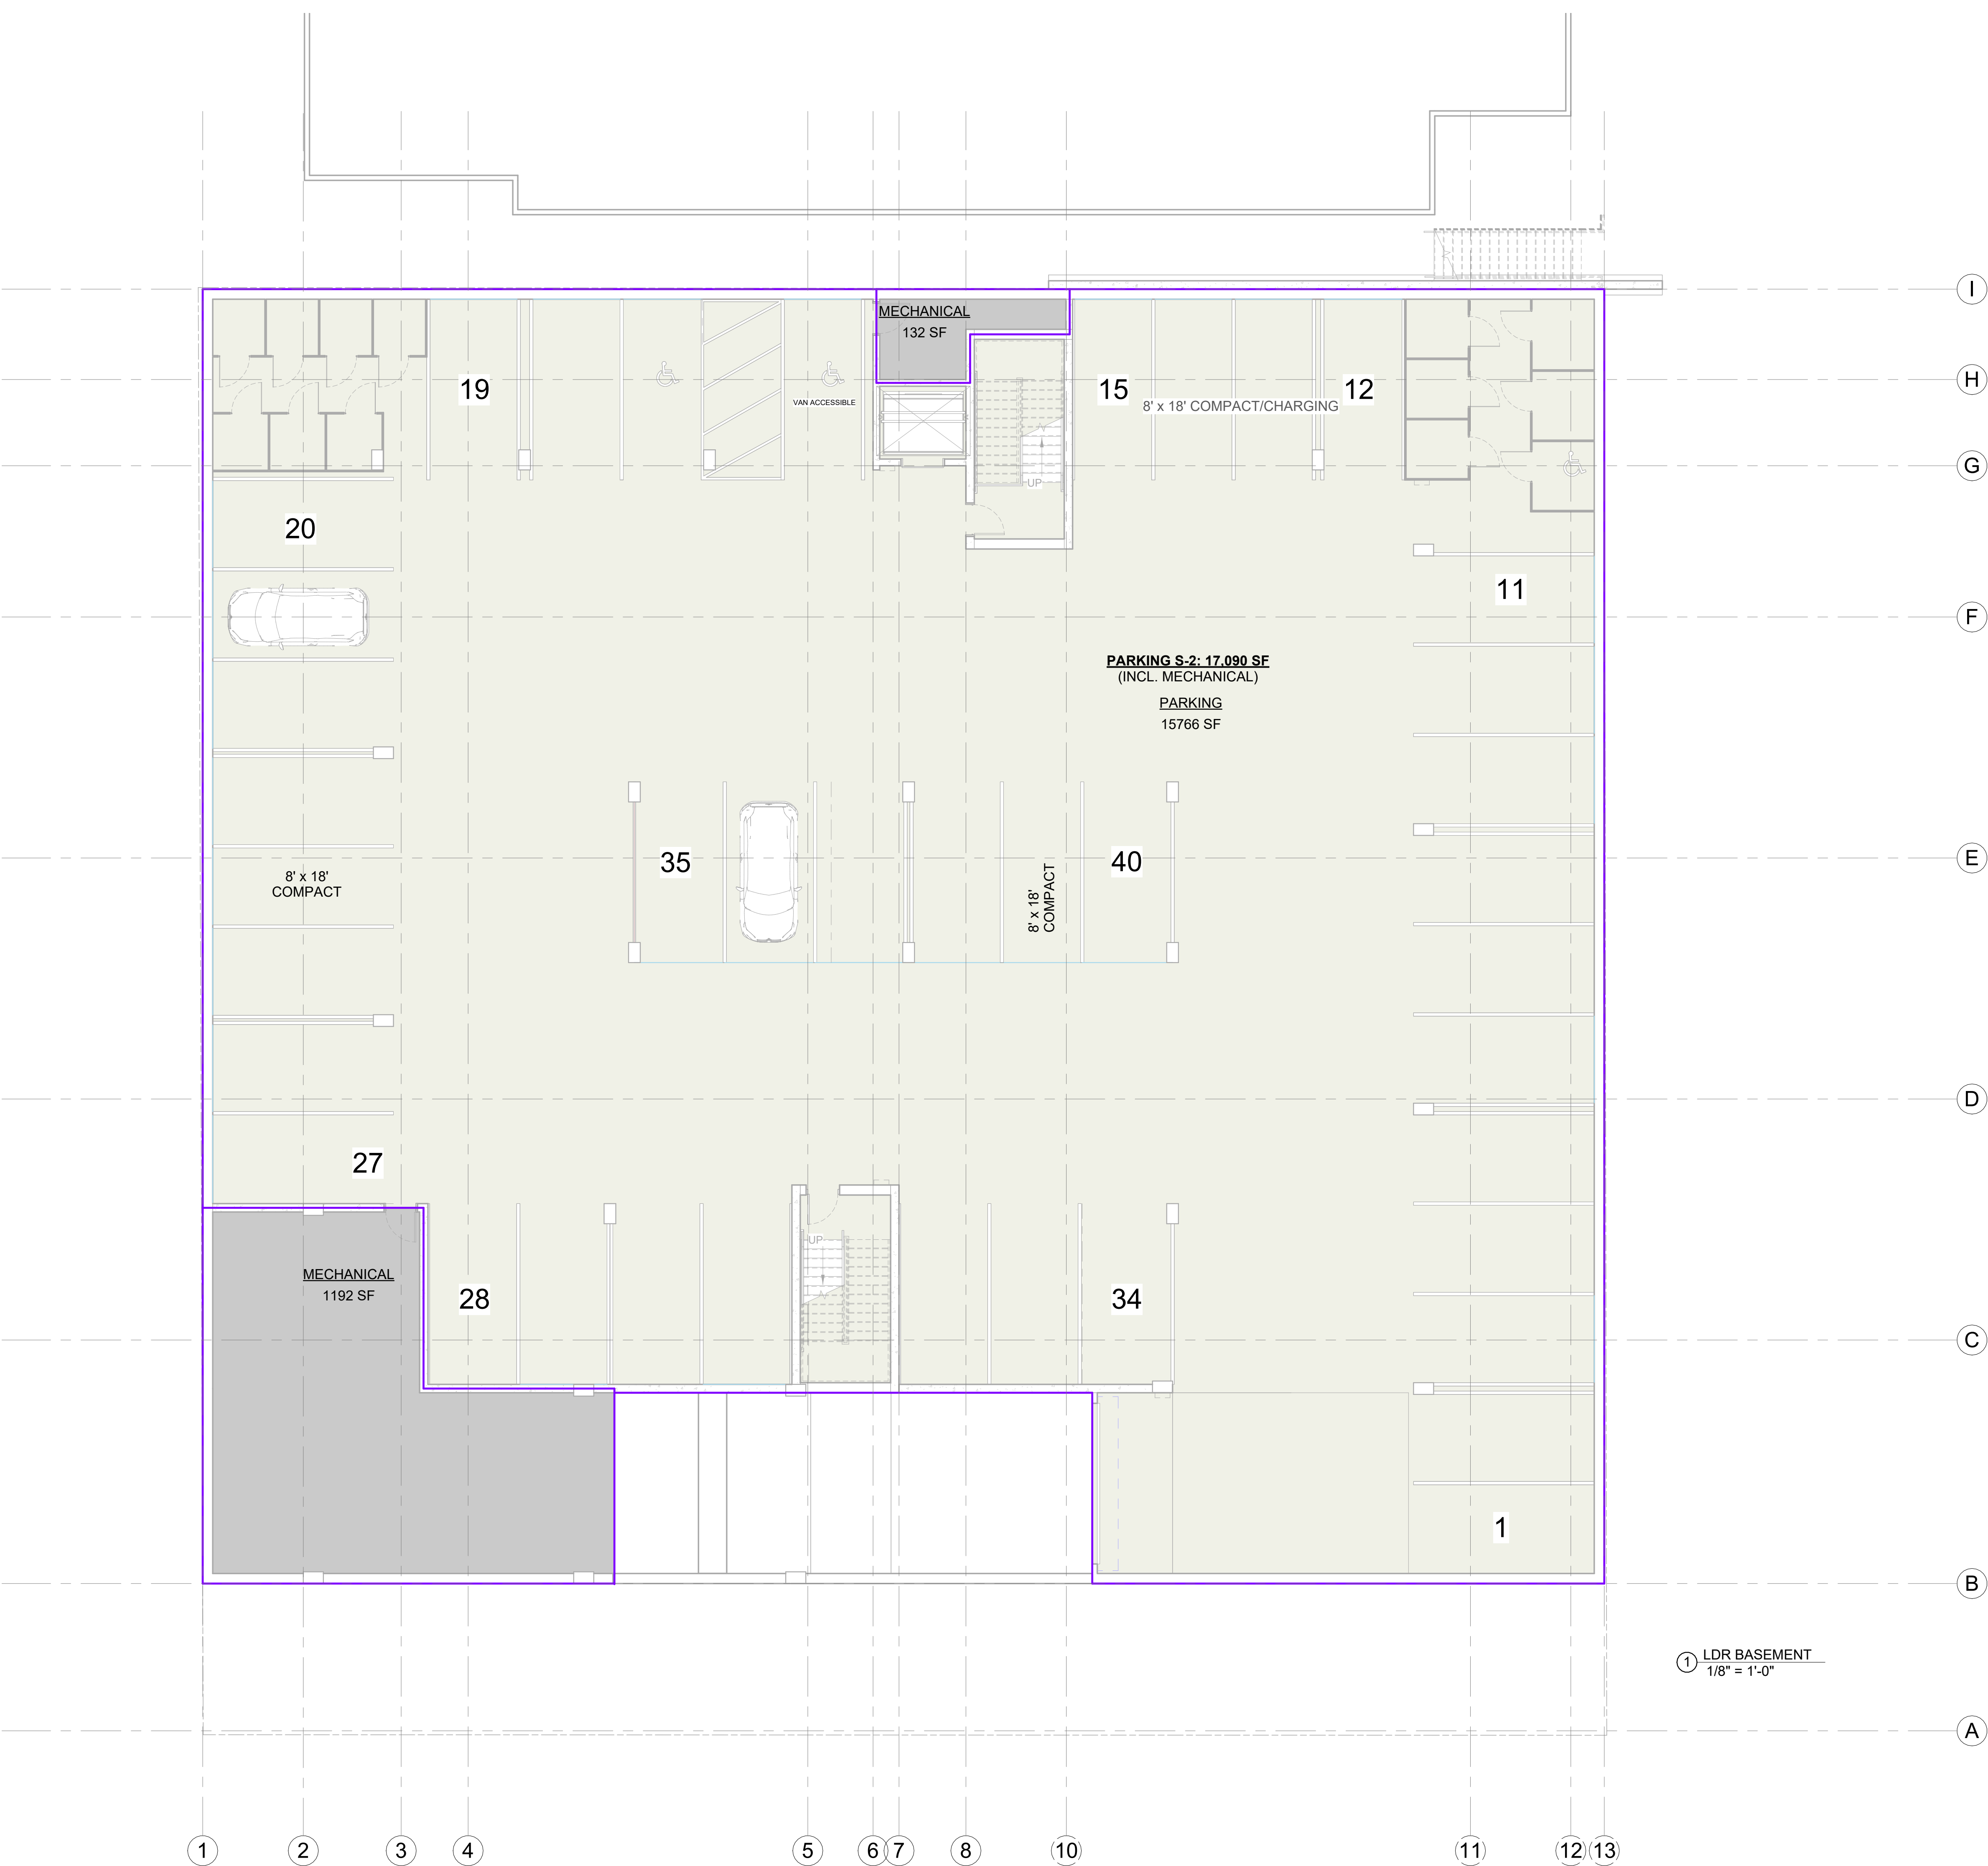 I
MECHANICAL
132 SF
H
19
15
12
VAN ACCESSIBLE
8' x 18' COMPACT/CHARGING
G
UP
20
11
F
PARKING S-2: 17,090 SF
(INCL. MECHANICAL)
PARKING
15766 SF
35
40
E
8' x 18'
COMPACT
8' x 18'
COMPACT
D
27
UP
MECHANICAL
1192 SF
28
34
C
1
B
1 LDR BASEMENT
1/8" = 1'-0"
A
1 2 3 4 5 6 7 8 10 11 12 13